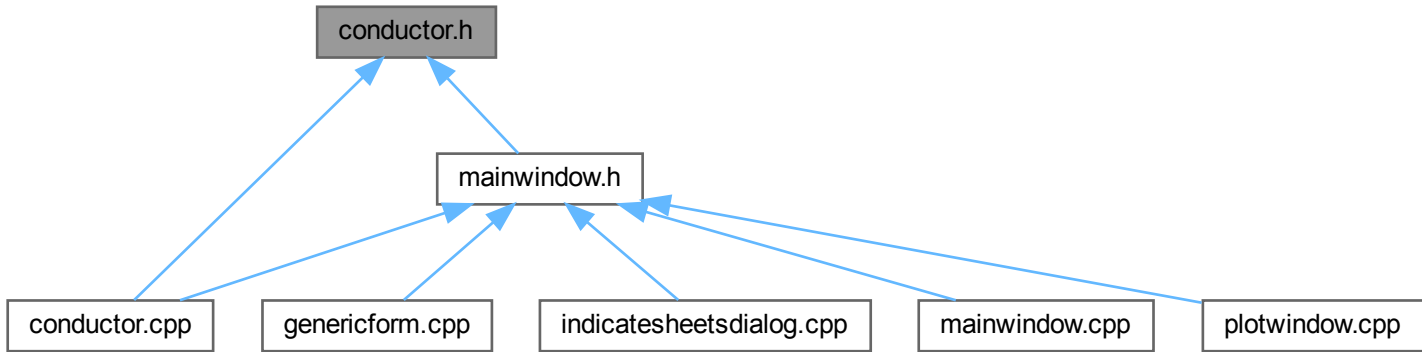 conductor.h
mainwindow.h
conductor.cpp
genericform.cpp
indicatesheetsdialog.cpp
mainwindow.cpp
plotwindow.cpp